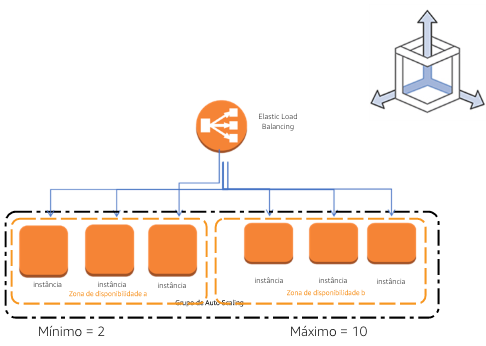 Elastic Load
Balancing
instância
instância
instância
instância
instância
instância
Zona de disponibilidade a
Zona de disponibilidade b
Grupo de Auto Scaling
Mínimo = 2
Máximo = 10